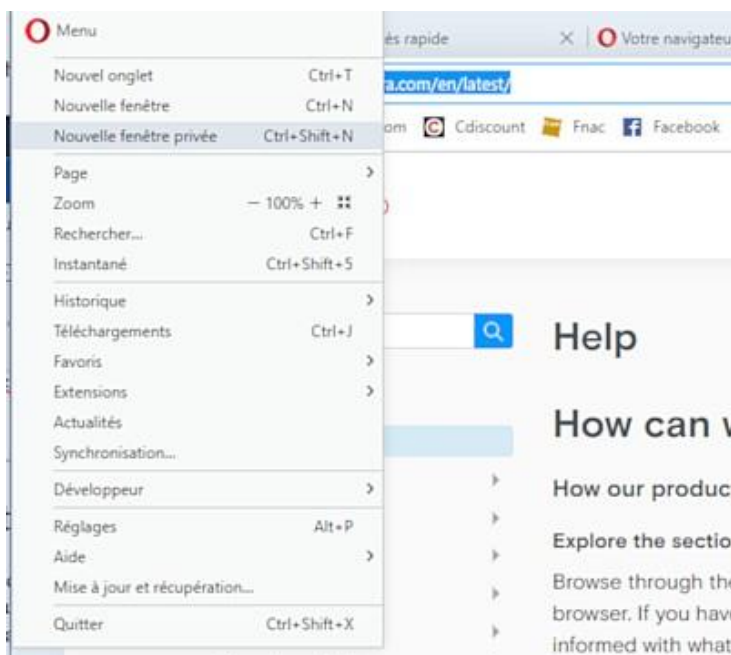 Menu
Nouvel onglet Ctrl+T
Nouvelle fenêtre Ctrl+N
Nouvelle fenêtre privée Ctrl+Shift+N
Page
Zoom − 100% +
Rechercher... Ctrl+F
Instantané Ctrl+Shift+5
Historique
Téléchargements Ctrl+J
Favoris
Extensions
Actualités
Synchronisation...
Développeur
Réglages Alt+P
Aide
Mise à jour et récupération...
Quitter Ctrl+Shift+X
ès rapide
Votre navigateu
a.com/en/latest/
om Cdiscount Fnac Facebook
Help
How can w
How our produc
Explore the sectio
Browse through the
browser. If you have
informed with what